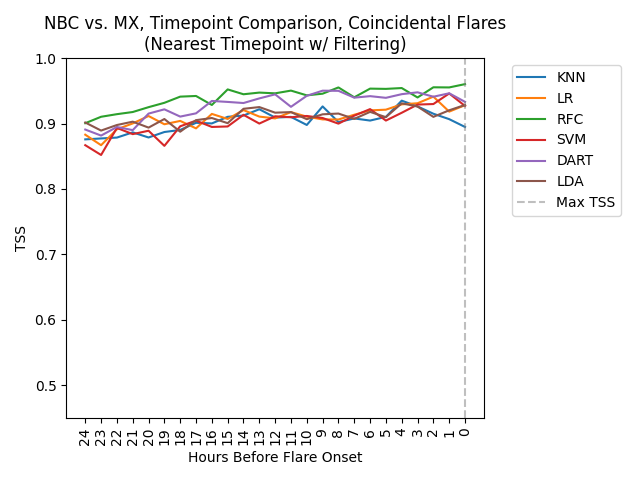 NBC vs. MX, Timepoint Comparison, Coincidental Flares
(Nearest Timepoint w/ Filtering)
1.0
0.9
0.8
0.7
0.6
0.5
TSS
24 23 22 21 20 19 18 17 16 15 14 13 12 11 10 9 8 7 6 5 4 3 2 1 0
Hours Before Flare Onset
KNN
LR
RFC
SVM
DART
LDA
Max TSS